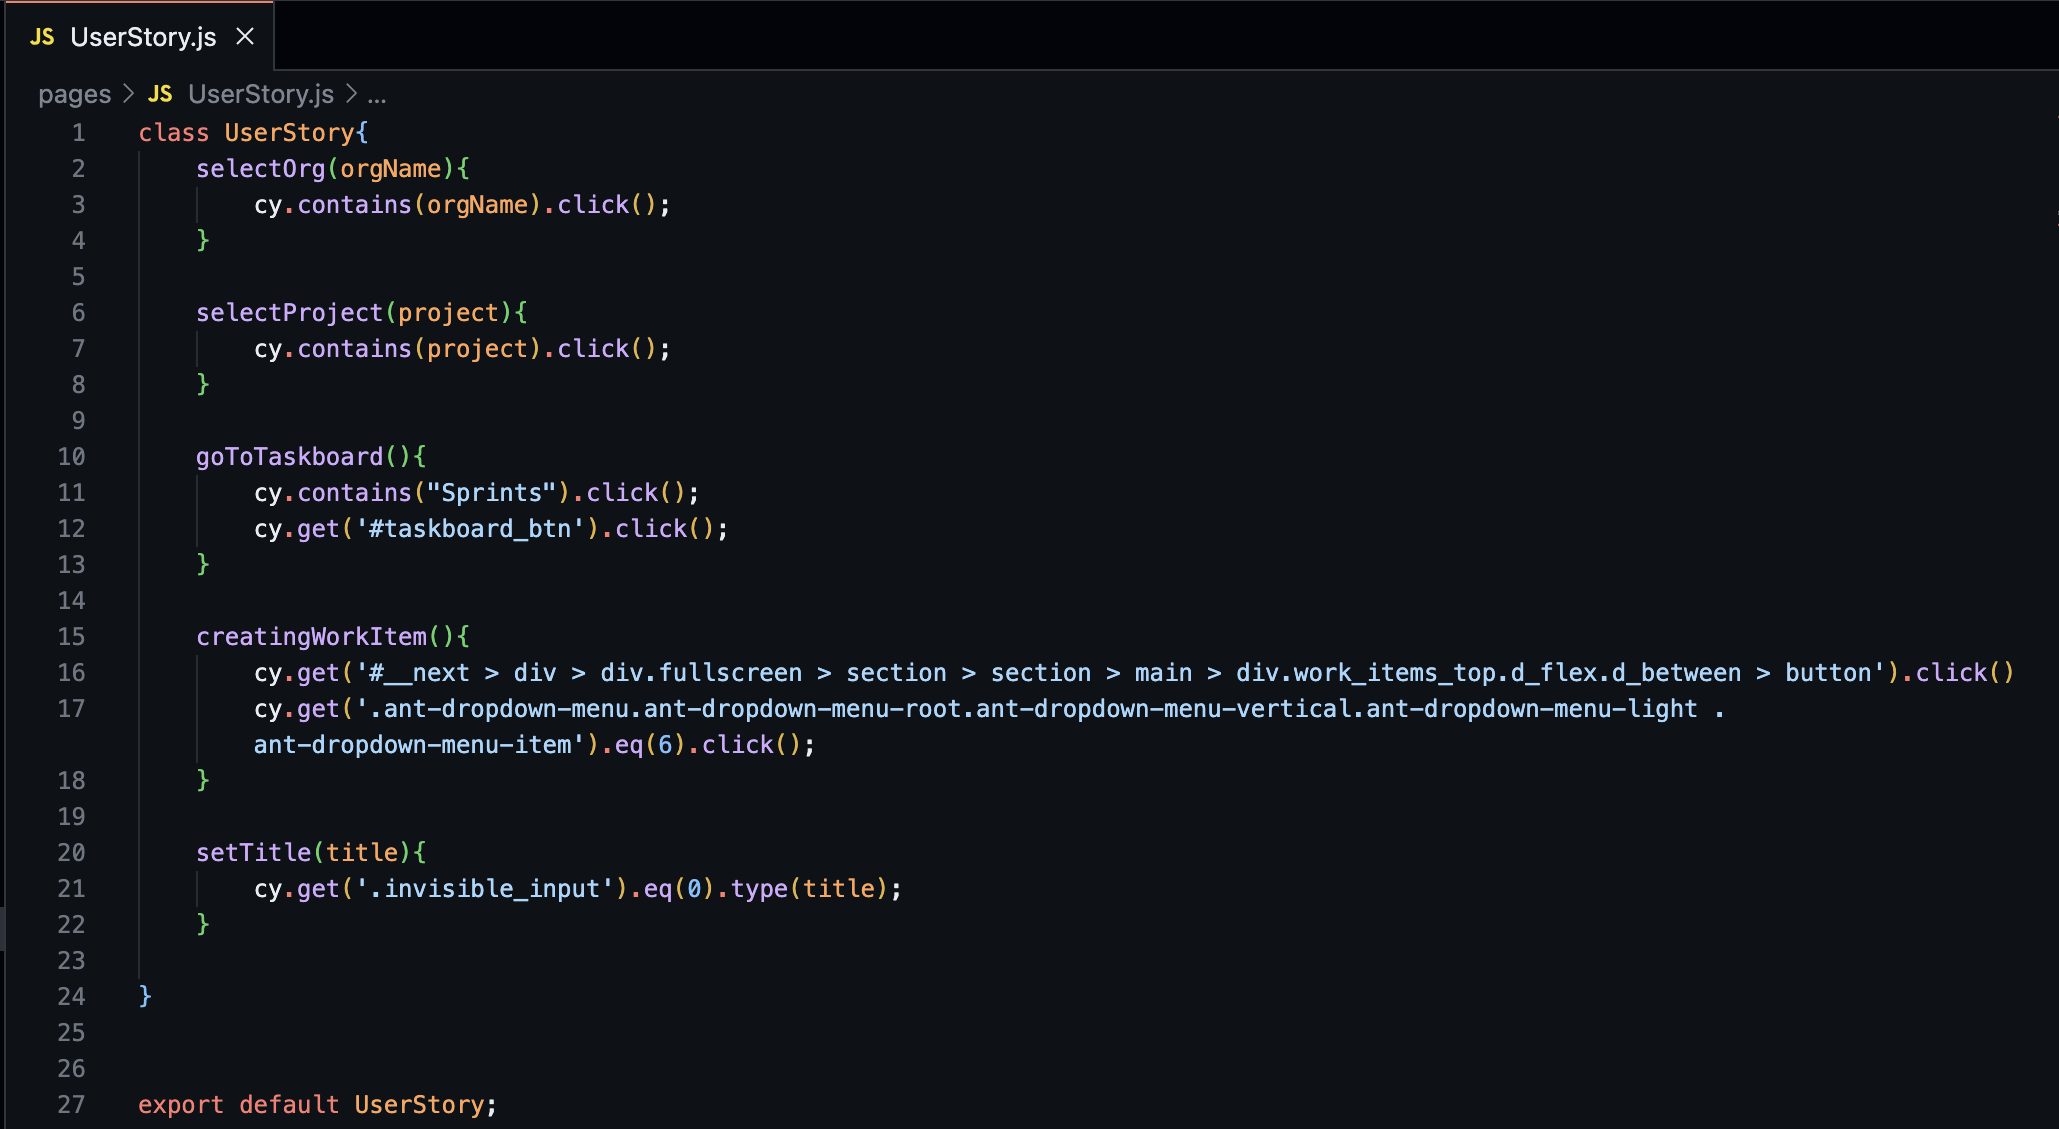 JS UserStory.js ×
pages > JS UserStory.js > ...
1 class UserStory{
2     selectOrg(orgName){
3         cy.contains(orgName).click();
4     }
5
6     selectProject(project){
7         cy.contains(project).click();
8     }
9
10     goToTaskboard(){
11         cy.contains("Sprints").click();
12         cy.get('#taskboard_btn').click();
13     }
14
15     creatingWorkItem(){
16         cy.get('#__next > div > div.fullscreen > section > section > main > div.work_items_top.d_flex.d_between > button').click()
17         cy.get('.ant-dropdown-menu.ant-dropdown-menu-root.ant-dropdown-menu-vertical.ant-dropdown-menu-light .
        ant-dropdown-menu-item').eq(6).click();
18     }
19
20     setTitle(title){
21         cy.get('.invisible_input').eq(0).type(title);
22     }
23
24 }
25
26
27 export default UserStory;